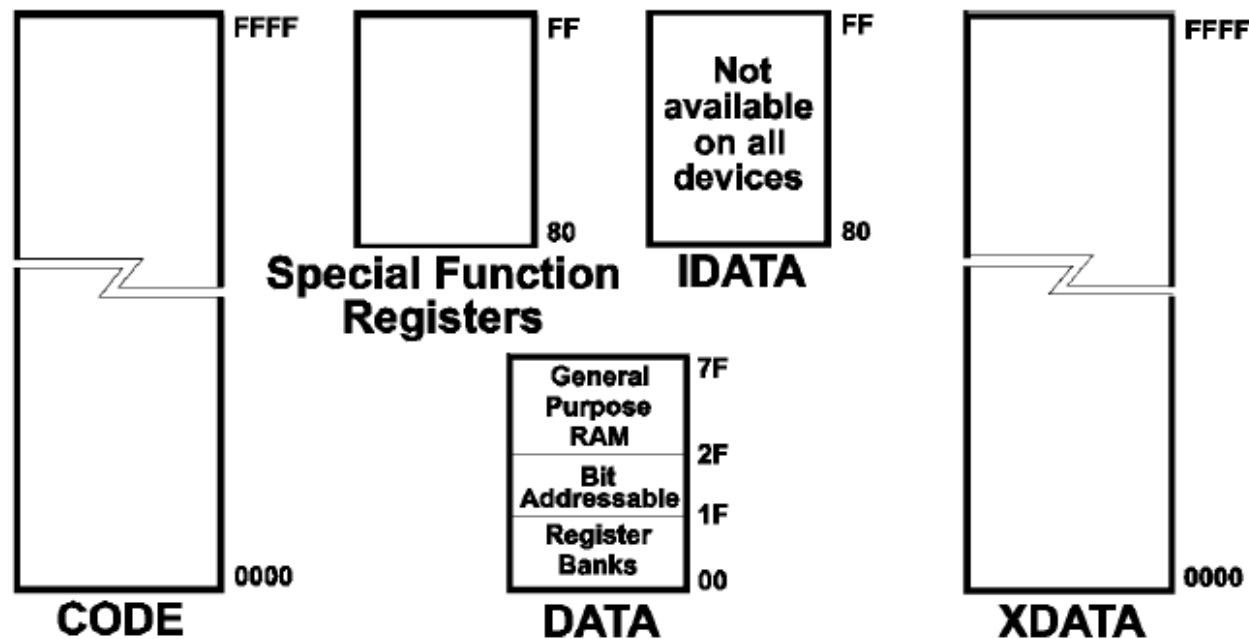 FFFF
0000
CODE
FF
80
Special Function
Registers
FF
Not
available
on all
devices
80
IDATA
7F
General
Purpose
RAM
2F
Bit
Addressable
1F
Register
Banks
00
DATA
FFFF
0000
XDATA